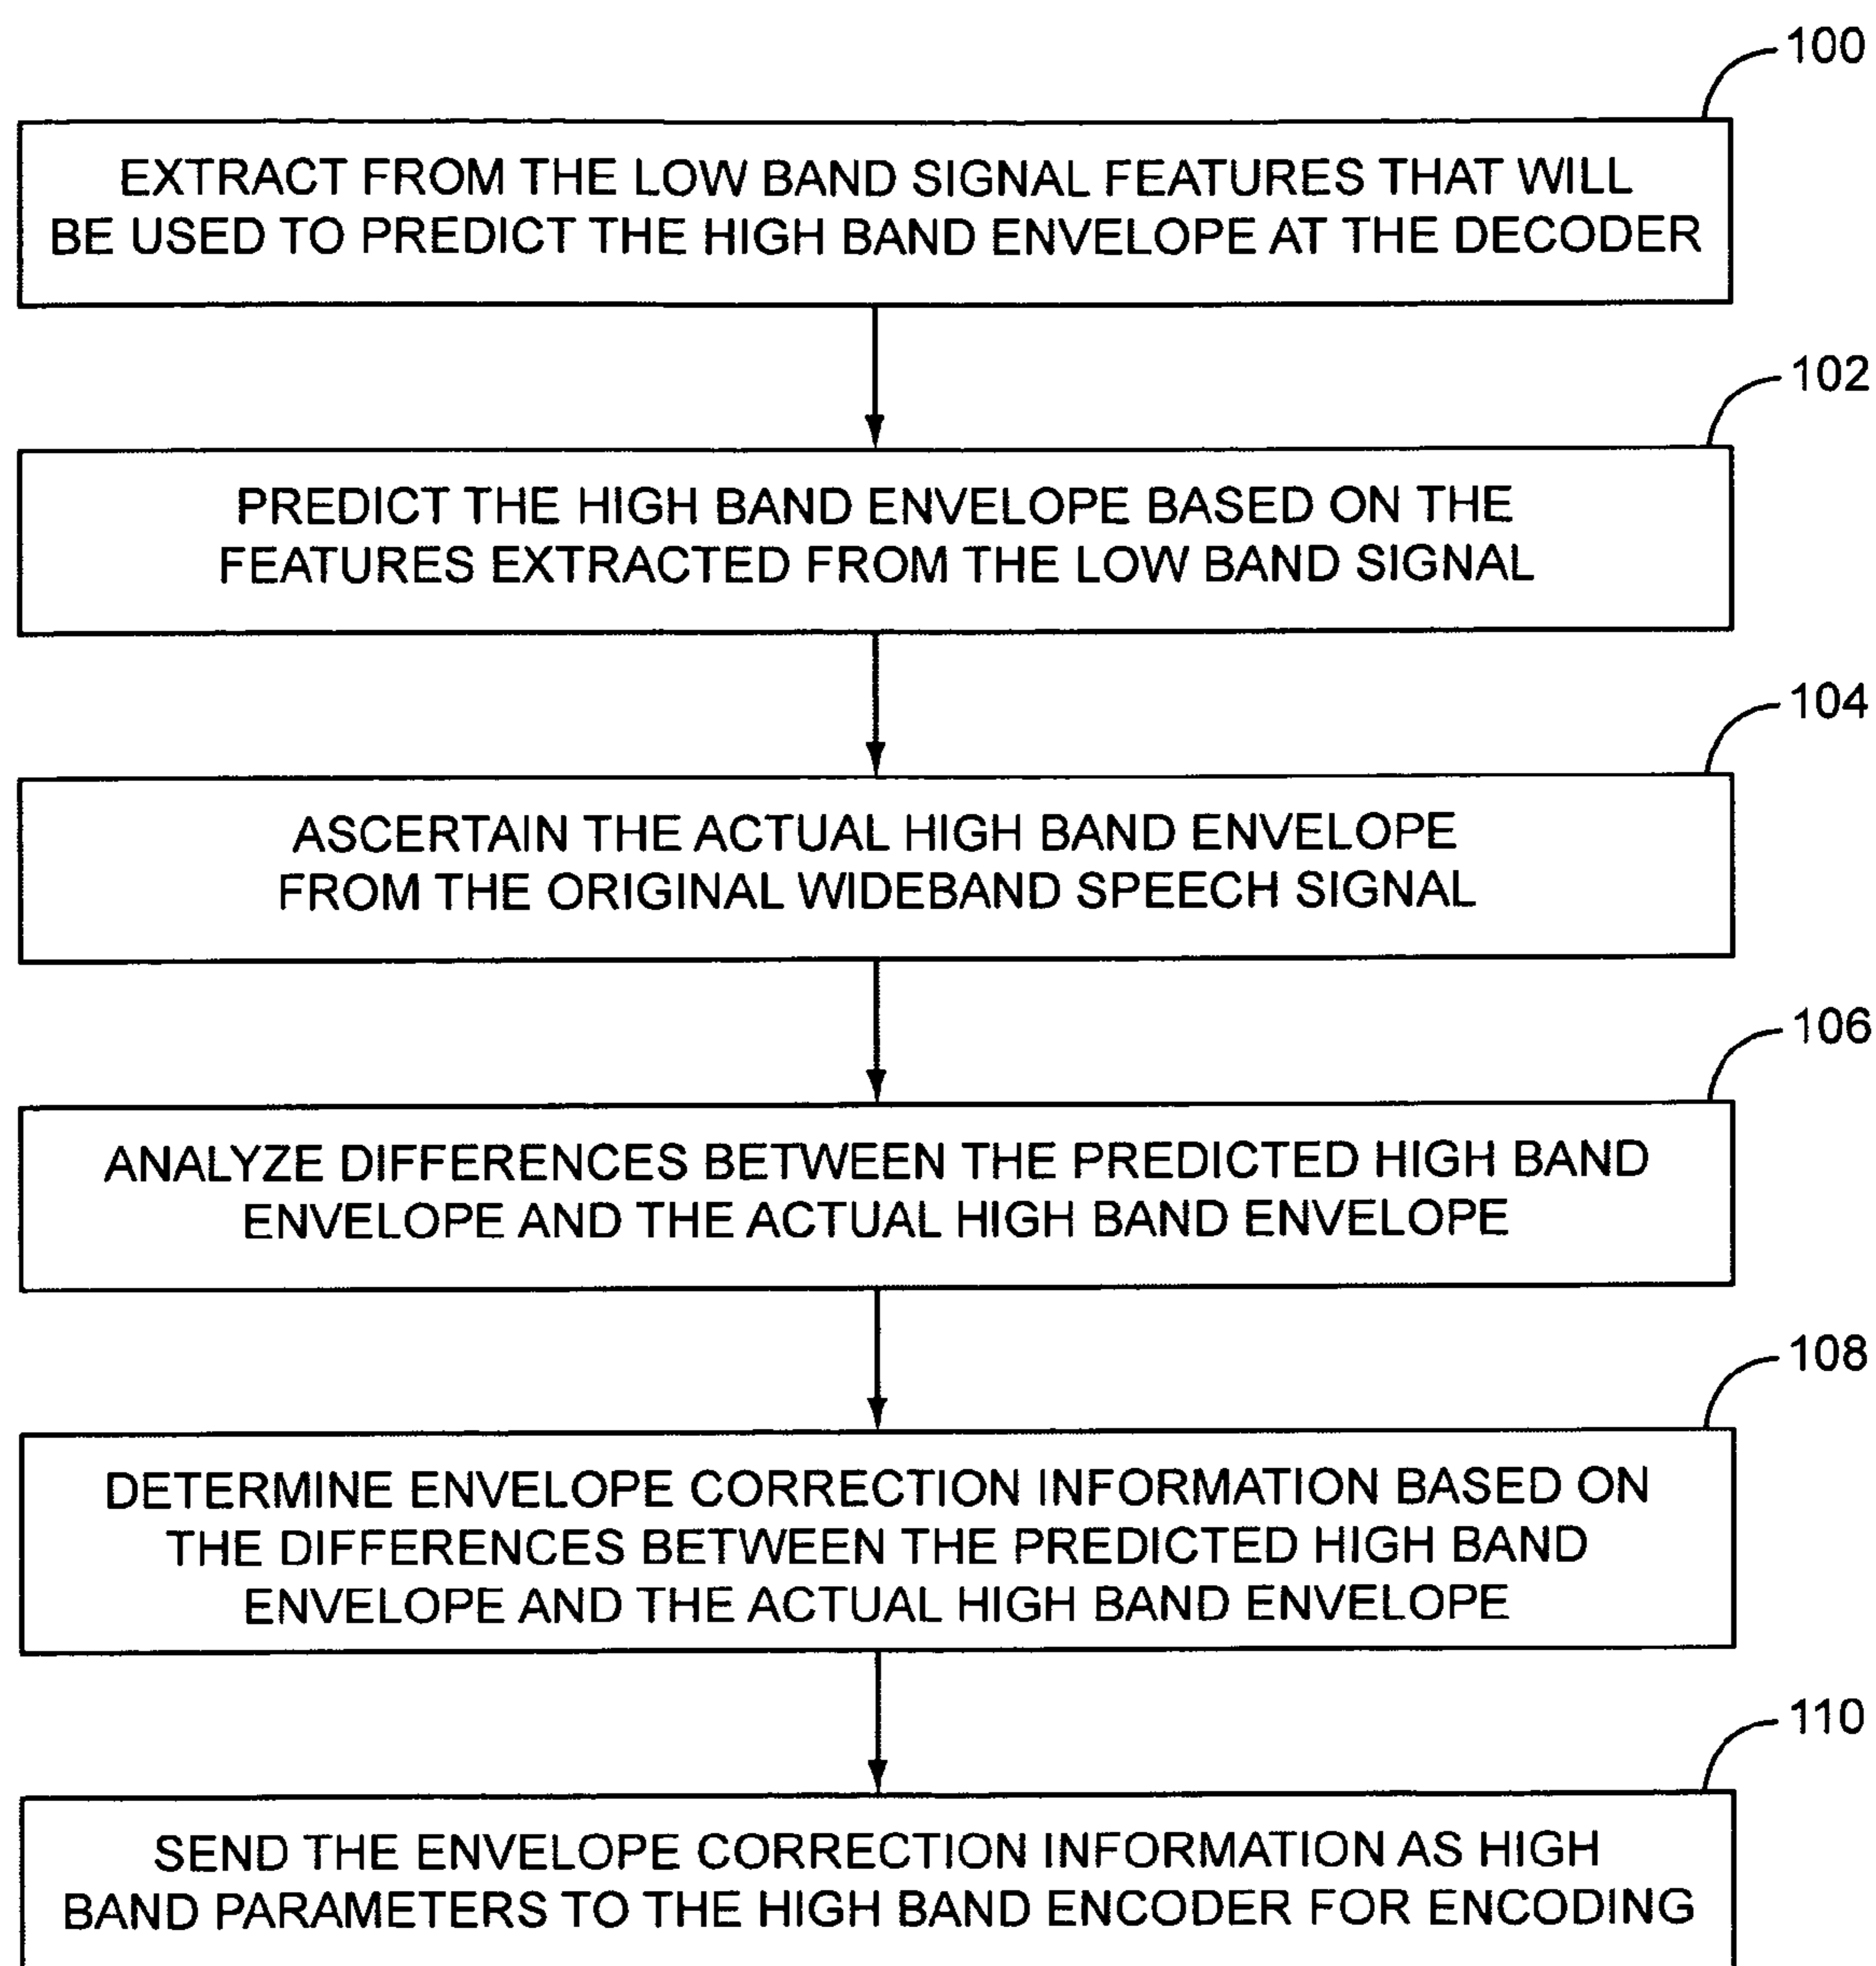 100
EXTRACT FROM THE LOW BAND SIGNAL FEATURES THAT WILL
BE USED TO PREDICT THE HIGH BAND ENVELOPE AT THE DECODER
102
PREDICT THE HIGH BAND ENVELOPE BASED ON THE
FEATURES EXTRACTED FROM THE LOW BAND SIGNAL
104
ASCERTAIN THE ACTUAL HIGH BAND ENVELOPE
FROM THE ORIGINAL WIDEBAND SPEECH SIGNAL
106
ANALYZE DIFFERENCES BETWEEN THE PREDICTED HIGH BAND
ENVELOPE AND THE ACTUAL HIGH BAND ENVELOPE
108
DETERMINE ENVELOPE CORRECTION INFORMATION BASED ON
THE DIFFERENCES BETWEEN THE PREDICTED HIGH BAND
ENVELOPE AND THE ACTUAL HIGH BAND ENVELOPE
110
SEND THE ENVELOPE CORRECTION INFORMATION AS HIGH
BAND PARAMETERS TO THE HIGH BAND ENCODER FOR ENCODING